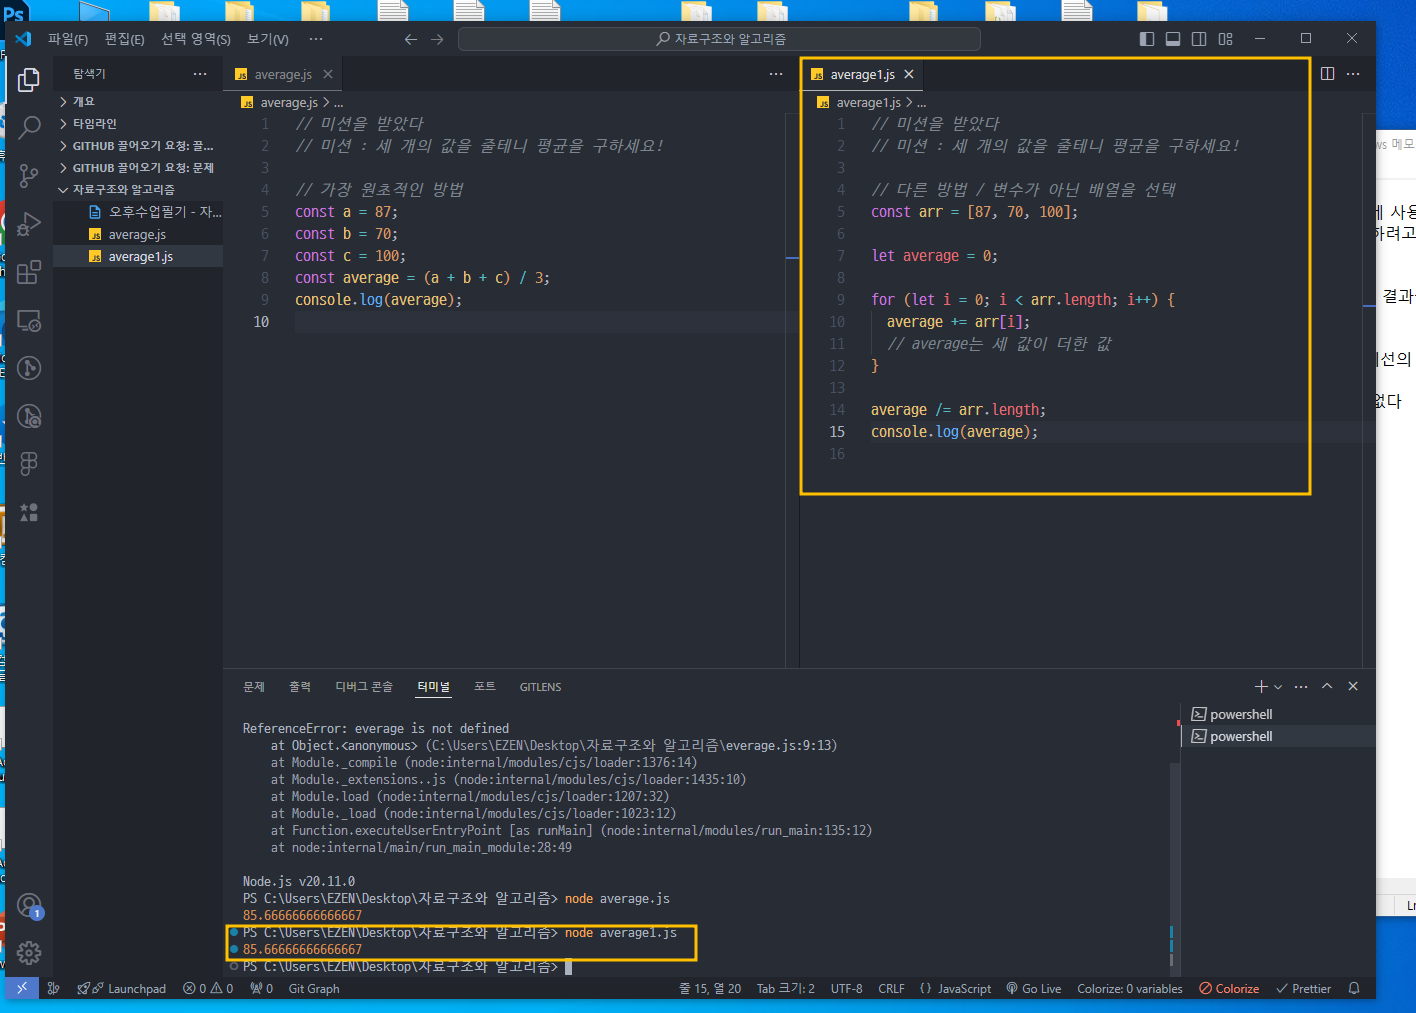 Ps
파일(F) 편집(E) 선택 영역(S) 보기(V) ···
자료구조와 알고리즘
탐색기 ···
개요
타임라인
GITHUB 끌어오기 요청: 끌...
GITHUB 끌어오기 요청: 문제
자료구조와 알고리즘
오후수업필기 - 자...
JS average.js
JS average1.js
JS average.js ···
JS average.js > ...
1 // 미션을 받았다
2 // 미션 : 세 개의 값을 줄테니 평균을 구하세요!
3
4 // 가장 원초적인 방법
5 const a = 87;
6 const b = 70;
7 const c = 100;
8 const average = (a + b + c) / 3;
9 console.log(average);
10
JS average1.js ···
JS average1.js > ...
1 // 미션을 받았다
2 // 미션 : 세 개의 값을 줄테니 평균을 구하세요!
3
4 // 다른 방법 / 변수가 아닌 배열을 선택
5 const arr = [87, 70, 100];
6
7 let average = 0;
8
9 for (let i = 0; i < arr.length; i++) {
10 average += arr[i];
11 // average는 세 값이 더한 값
12 }
13
14 average /= arr.length;
15 console.log(average);
16
문제 출력 디버그 콘솔 터미널 포트 GITLENS
ReferenceError: everage is not defined
at Object.<anonymous> (C:\Users\EZEN\Desktop\자료구조와 알고리즘\everage.js:9:13)
at Module._compile (node:internal/modules/cjs/loader:1376:14)
at Module._extensions..js (node:internal/modules/cjs/loader:1435:10)
at Module.load (node:internal/modules/cjs/loader:1207:32)
at Module._load (node:internal/modules/cjs/loader:1023:12)
at Function.executeUserEntryPoint [as runMain] (node:internal/modules/run_main:135:12)
at node:internal/main/run_main_module:28:49
Node.js v20.11.0
PS C:\Users\EZEN\Desktop\자료구조와 알고리즘> node average.js
85.66666666666667
PS C:\Users\EZEN\Desktop\자료구조와 알고리즘> node average1.js
85.66666666666667
PS C:\Users\EZEN\Desktop\자료구조와 알고리즘>
powershell
powershell
1
Launchpad 0 0 0 Git Graph
줄 15, 열 20 Tab 크기: 2 UTF-8 CRLF {} JavaScript Go Live Colorize: 0 variables Colorize Prettier
ws 메모
사용
하려고
결과
선의
없다